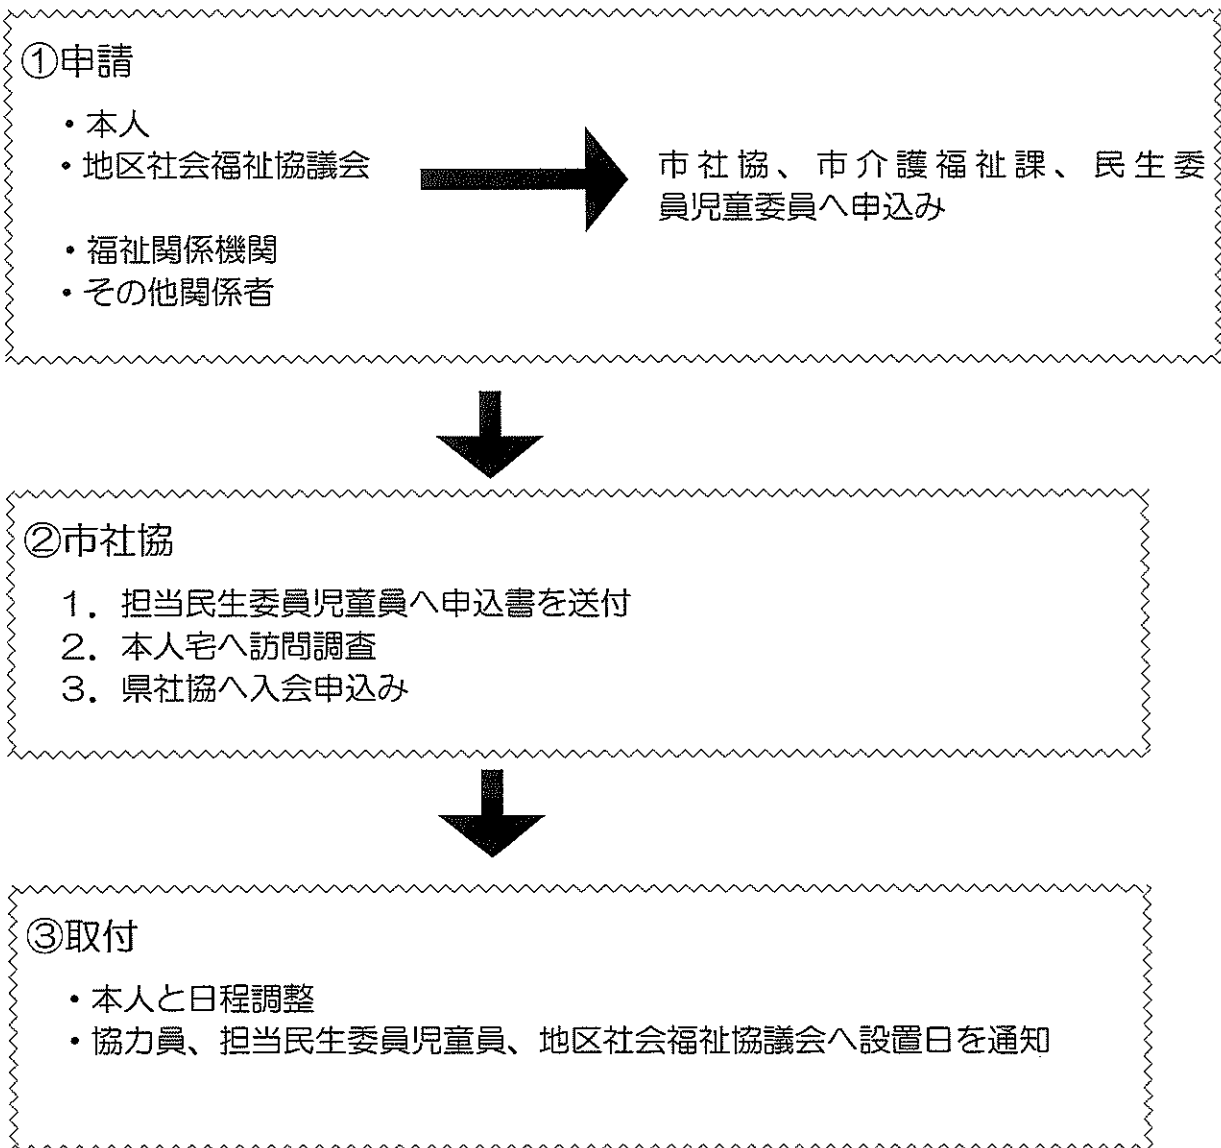 ①申請
・本人
・地区社会福祉協議会
・福祉関係機関
・その他関係者
市社協、市介護福祉課、民生委
員児童委員へ申込み
②市社協
1. 担当民生委員児童員へ申込書を送付
2. 本人宅へ訪問調査
3. 県社協へ入会申込み
③取付
・本人と日程調整
・協力員、担当民生委員児童員、地区社会福祉協議会へ設置日を通知